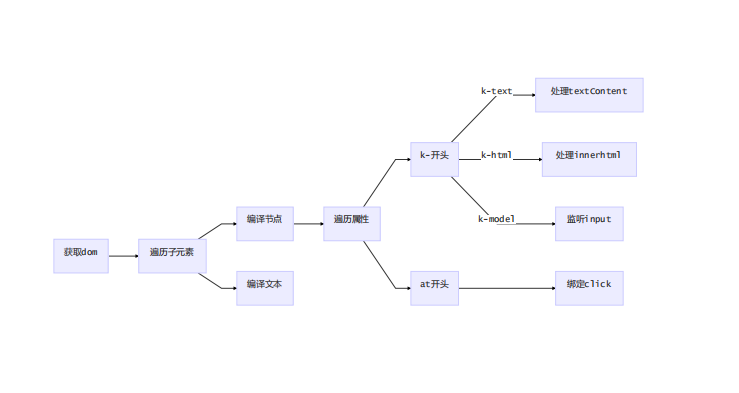 获取dom
遍历子元素
编译节点
编译文本
遍历属性
k-开头
at开头
k-text
k-html
k-model
处理textContent
处理innerhtml
监听input
绑定click